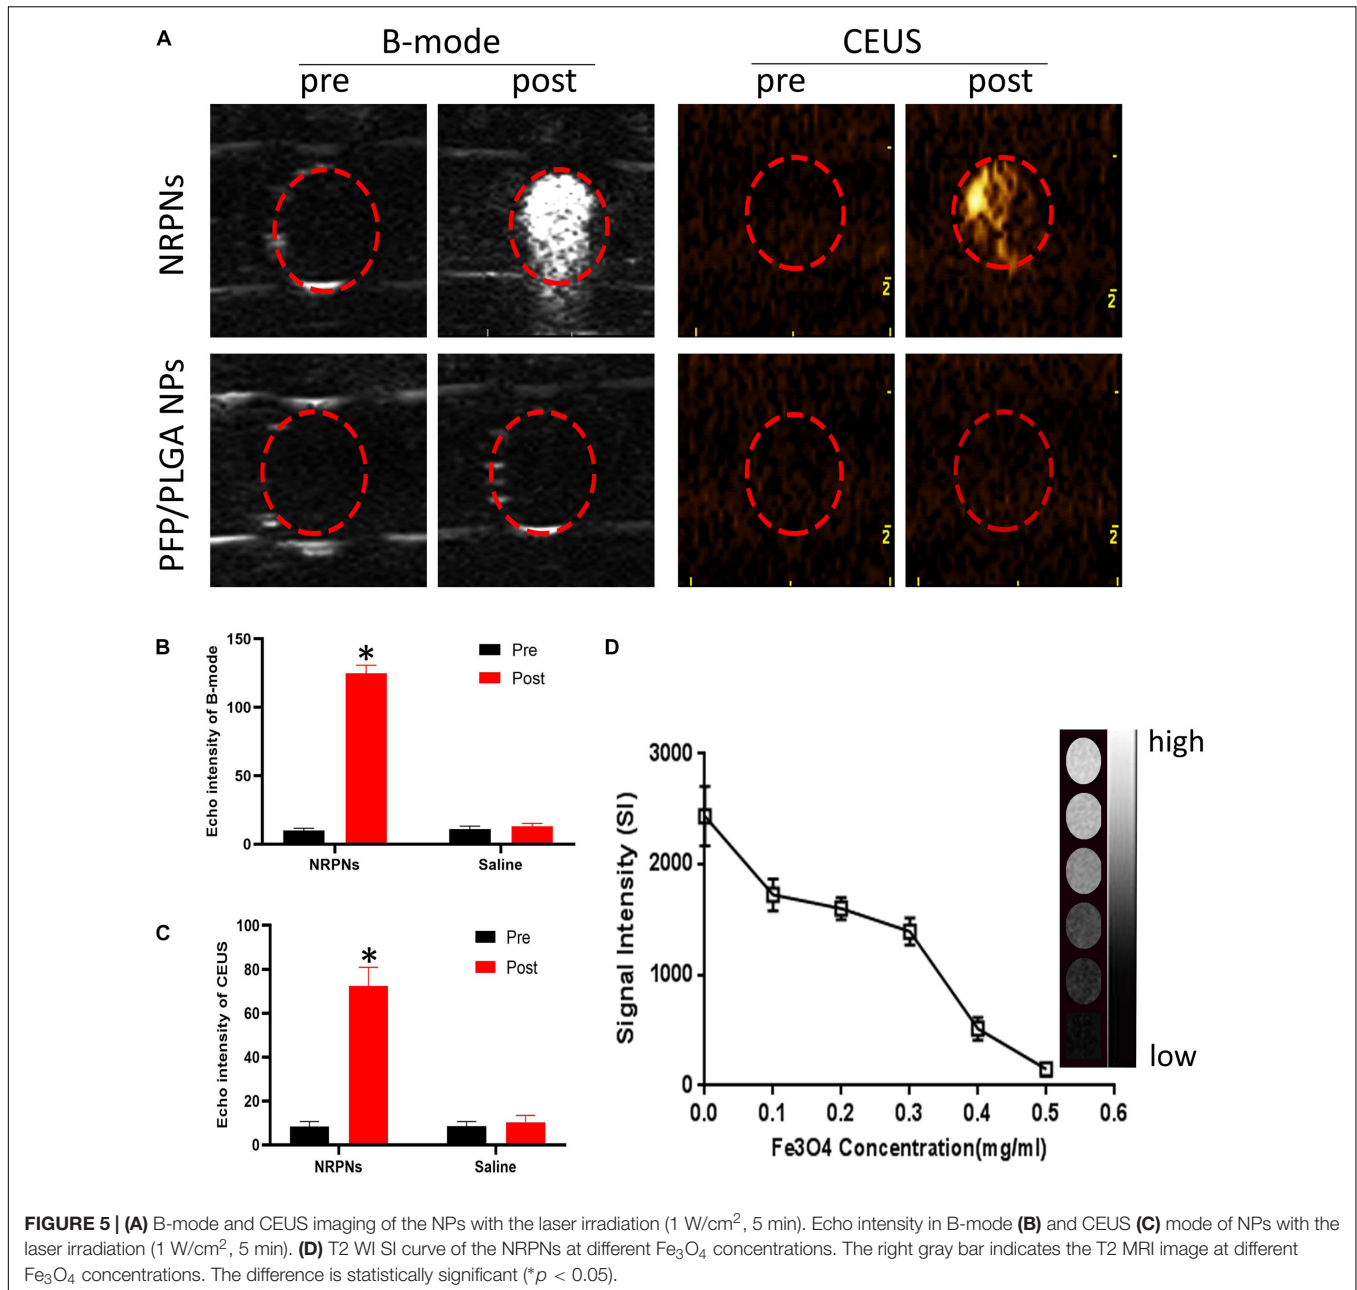 A
B-mode
CEUS
pre
post
pre
post
NRPNs
2
2
PFP/PLGA NPs
2
2
B
Echo intensity of B-mode
150
100
50
0
*
Pre
Post
NRPNs
Saline
C
Echo intensity of CEUS
100
80
60
40
20
0
*
Pre
Post
NRPNs
Saline
D
Signal Intensity (SI)
3000
2000
1000
0
0.0 0.1 0.2 0.3 0.4 0.5 0.6
Fe3O4 Concentration(mg/ml)
high
low
FIGURE 5 | (A) B-mode and CEUS imaging of the NPs with the laser irradiation (1 W/cm², 5 min). Echo intensity in B-mode (B) and CEUS (C) mode of NPs with the
laser irradiation (1 W/cm², 5 min). (D) T2 WI SI curve of the NRPNs at different Fe₃O₄ concentrations. The right gray bar indicates the T2 MRI image at different
Fe₃O₄ concentrations. The difference is statistically significant (*p < 0.05).